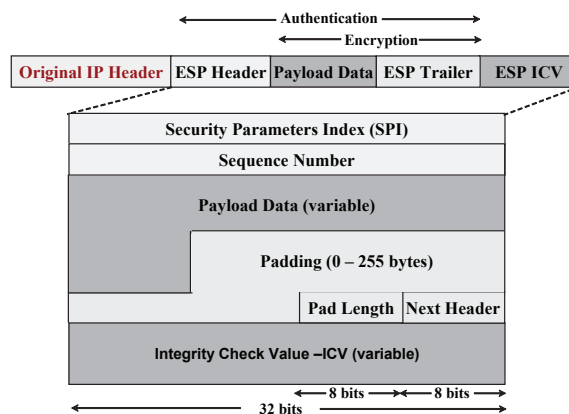 Authentication
Encryption
Original IP Header ESP Header Payload Data ESP Trailer ESP ICV
Security Parameters Index (SPI)
Sequence Number
Payload Data (variable)
Padding (0 – 255 bytes)
Pad Length Next Header
Integrity Check Value –ICV (variable)
8 bits 8 bits
32 bits